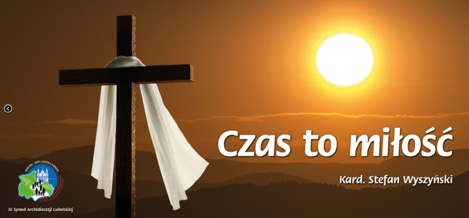 Czas to miłość
Kard. Stefan Wyszyński
III Synod Archidiecezji Lubelskiej